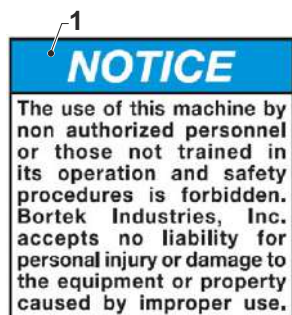 1
NOTICE
The use of this machine by
non authorized personnel
or those not trained in
its operation and safety
procedures is forbidden.
Bortek Industries, Inc.
accepts no liability for
personal injury or damage to
the equipment or property
caused by improper use.